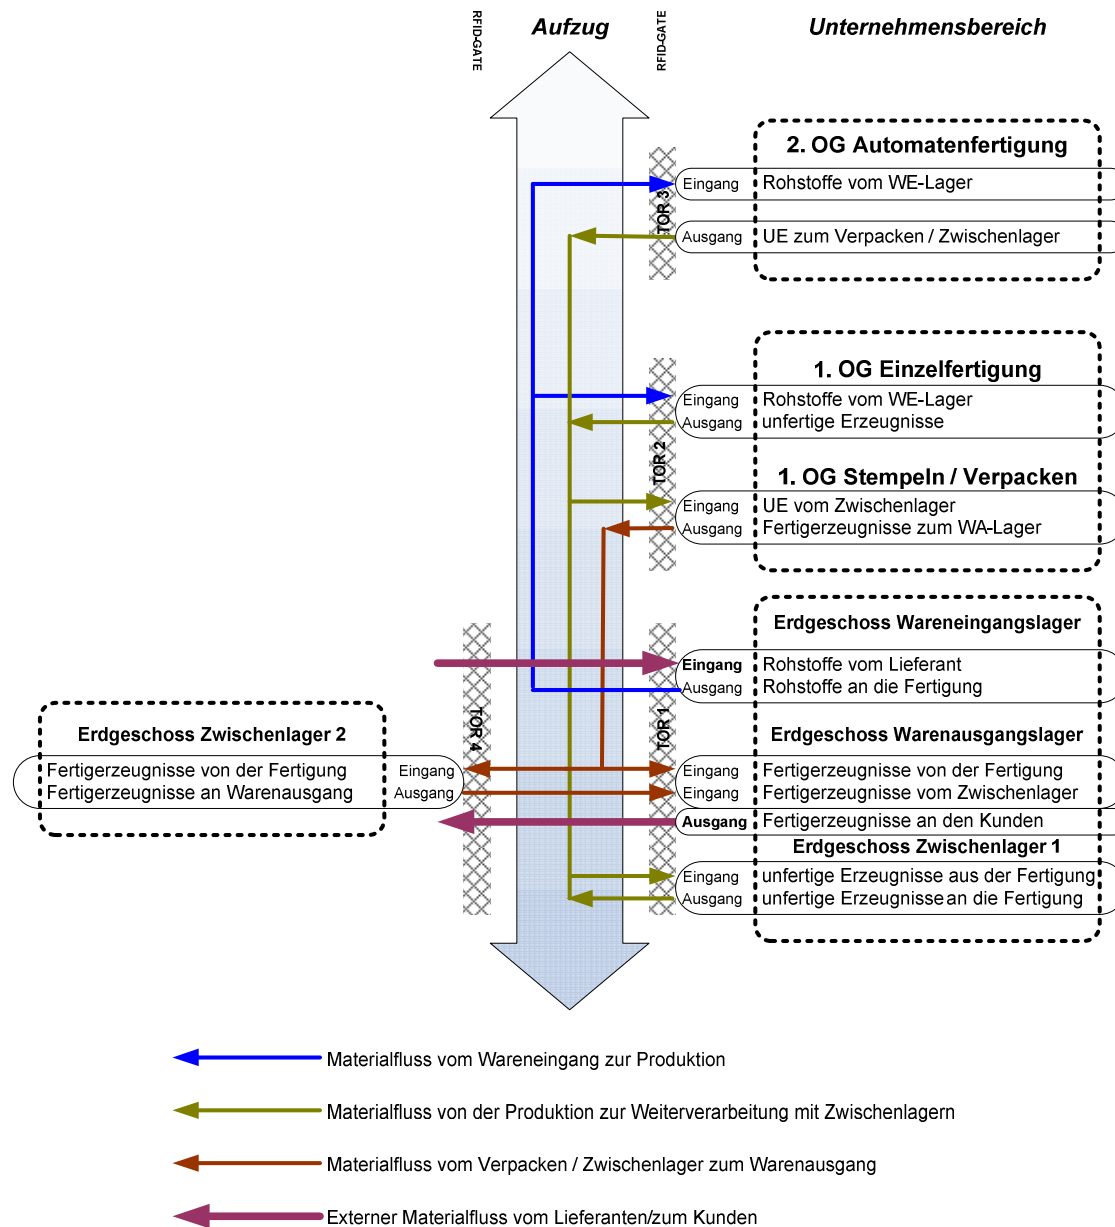 RFID-GATE
Aufzug
RFID-GATE
Unternehmensbereich
2. OG Automatenfertigung
Eingang Rohstoffe vom WE-Lager
TOR 3
Ausgang UE zum Verpacken / Zwischenlager
1. OG Einzelfertigung
Eingang Rohstoffe vom WE-Lager
Ausgang unfertige Erzeugnisse
TOR 2
1. OG Stempeln / Verpacken
Eingang UE vom Zwischenlager
Ausgang Fertigerzeugnisse zum WA-Lager
Erdgeschoss Wareneingangslager
Eingang Rohstoffe vom Lieferant
Ausgang Rohstoffe an die Fertigung
TOR 4
TOR 1
Erdgeschoss Zwischenlager 2
Fertigerzeugnisse von der Fertigung Eingang
Fertigerzeugnisse an Warenausgang Ausgang
Erdgeschoss Warenausgangslager
Eingang Fertigerzeugnisse von der Fertigung
Eingang Fertigerzeugnisse vom Zwischenlager
Ausgang Fertigerzeugnisse an den Kunden
Erdgeschoss Zwischenlager 1
Eingang unfertige Erzeugnisse aus der Fertigung
Ausgang unfertige Erzeugnisse an die Fertigung
Materialfluss vom Wareneingang zur Produktion
Materialfluss von der Produktion zur Weiterverarbeitung mit Zwischenlagern
Materialfluss vom Verpacken / Zwischenlager zum Warenausgang
Externer Materialfluss vom Lieferanten/zum Kunden